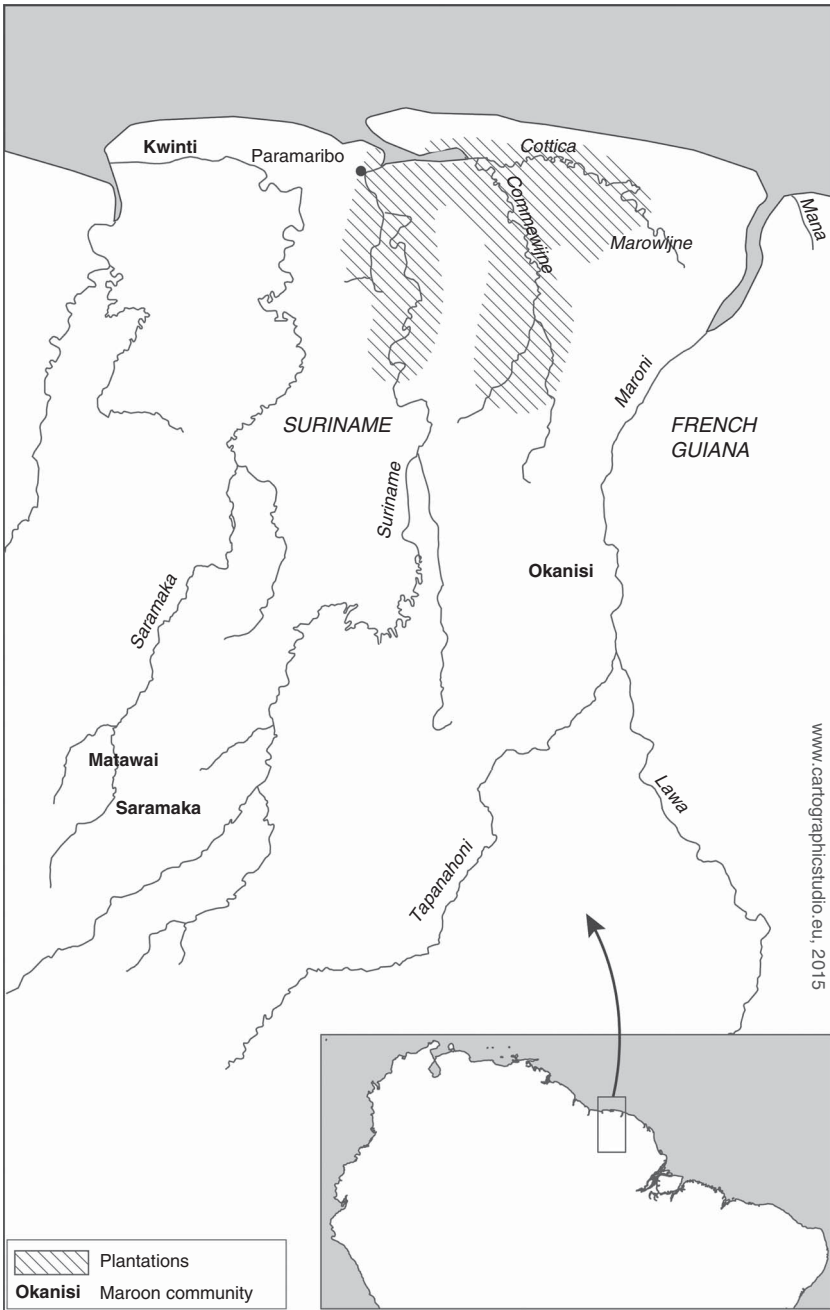 Kwinti
Paramaribo
Cottica
Commewijne
Marowijne
Mana
Maroni
SURINAME
FRENCH
GUIANA
Suriname
Okanisi
Saramaka
Matawai
Saramaka
Lawa
Tapanahoni
www.cartographicstudio.eu, 2015
Plantations
Okanisi Maroon community